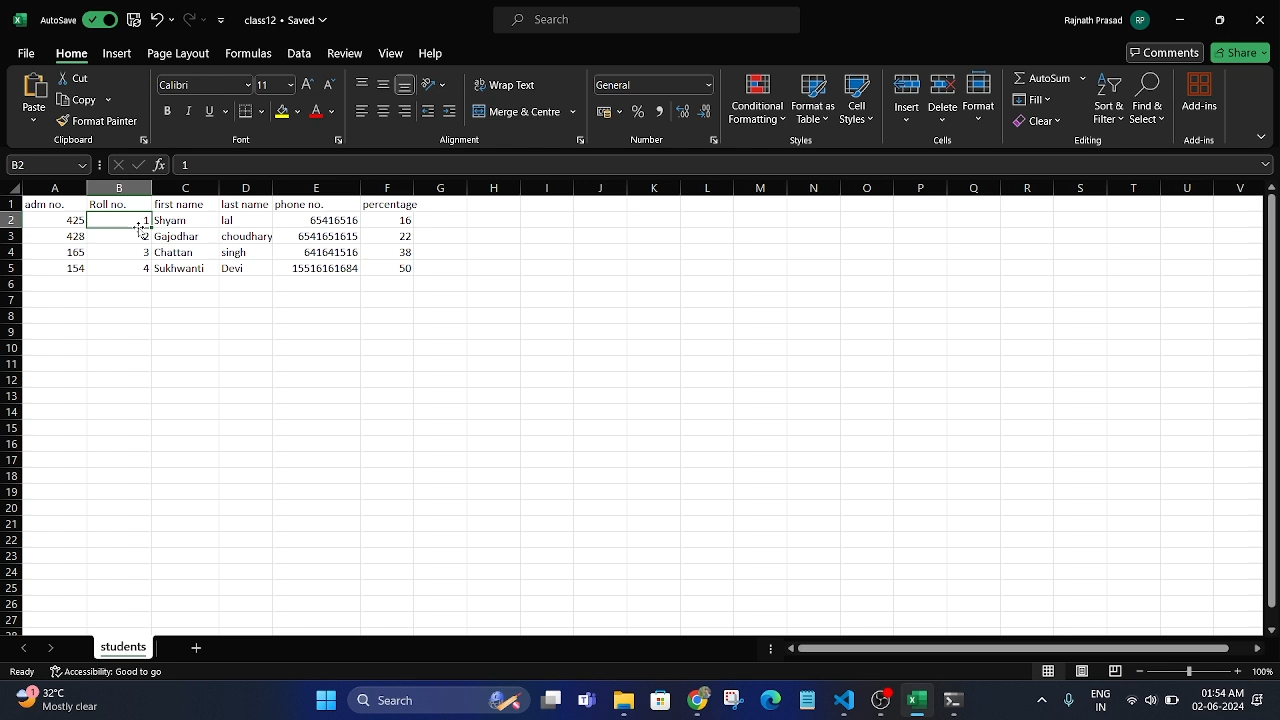 AutoSave
class12 • Saved
Search
Rajnath Prasad
RP
File Home Insert Page Layout Formulas Data Review View Help
Comments
Share
Paste
Cut
Copy
Format Painter
Clipboard
Calibri
11
B I U
Font
Wrap Text
Merge & Centre
Alignment
General
%
Number
Conditional Formatting
Format as Table
Cell Styles
Styles
Insert
Delete
Format
Cells
AutoSum
Fill
Clear
Sort & Filter
Find & Select
Editing
Add-ins
Add-ins
B2
fx
1
A B C D E F G H I J K L M N O P Q R S T U V
1 adm no. Roll no. first name last name phone no. percentage
2 425 1 Shyam lal 65416516 16
3 428 2 Gajodhar choudhary 6541651615 22
4 165 3 Chattan singh 641641516 38
5 154 4 Sukhwanti Devi 15516161684 50
6
7
8
9
10
11
12
13
14
15
16
17
18
19
20
21
22
23
24
25
26
27
28
students
Ready
Accessibility: Good to go
100%
1
32°C
Mostly clear
Search
ENG
IN
01:54 AM
02-06-2024